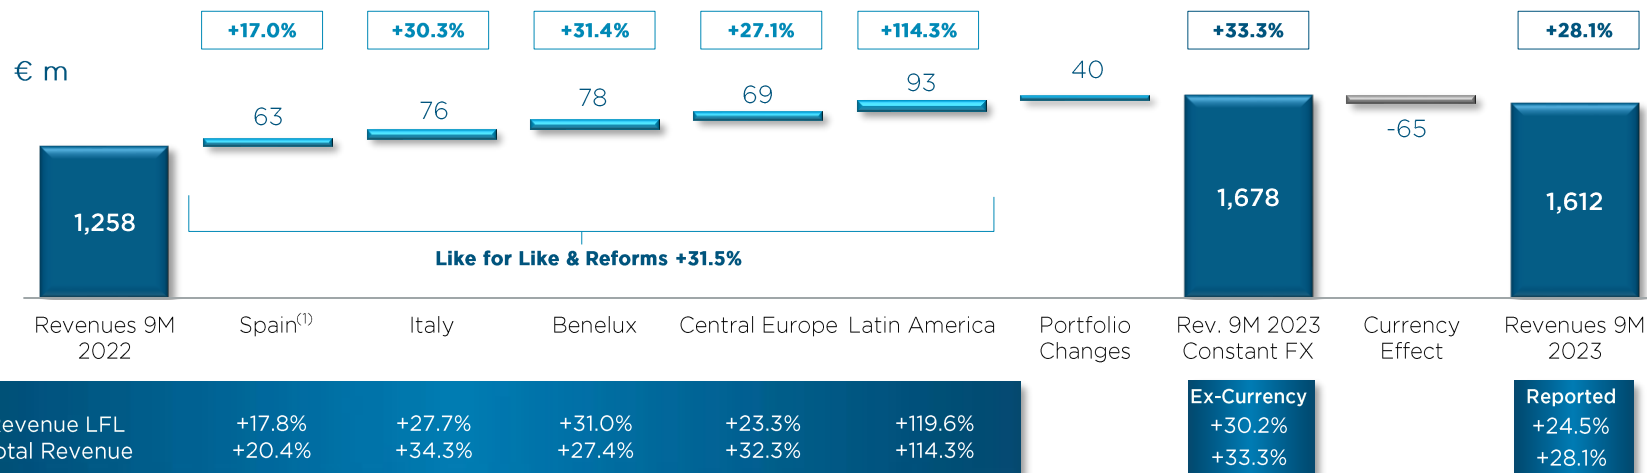 +17.0% +30.3% +31.4% +27.1% +114.3% +33.3% +28.1%
€ m
63 76 78 69 93 40 -65
1,258 1,678 1,612
Like for Like & Reforms +31.5%
Revenues 9M 2022 Spain(1) Italy Benelux Central Europe Latin America Portfolio Changes Rev. 9M 2023 Constant FX Currency Effect Revenues 9M 2023
Ex-Currency Reported
evenue LFL +17.8% +27.7% +31.0% +23.3% +119.6% +30.2% +24.5%
otal Revenue +20.4% +34.3% +27.4% +32.3% +114.3% +33.3% +28.1%